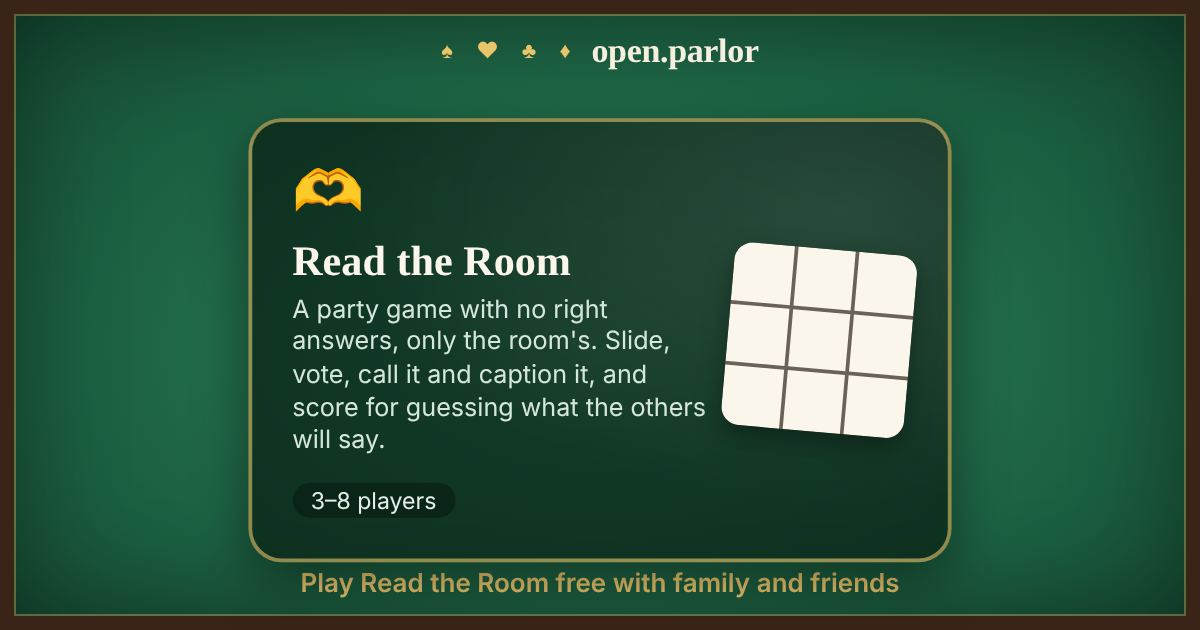 open.parlor
Read the Room
A party game with no right
answers, only the room's. Slide,
vote, call it and caption it, and
score for guessing what the others
will say.
3–8 players
Play Read the Room free with family and friends